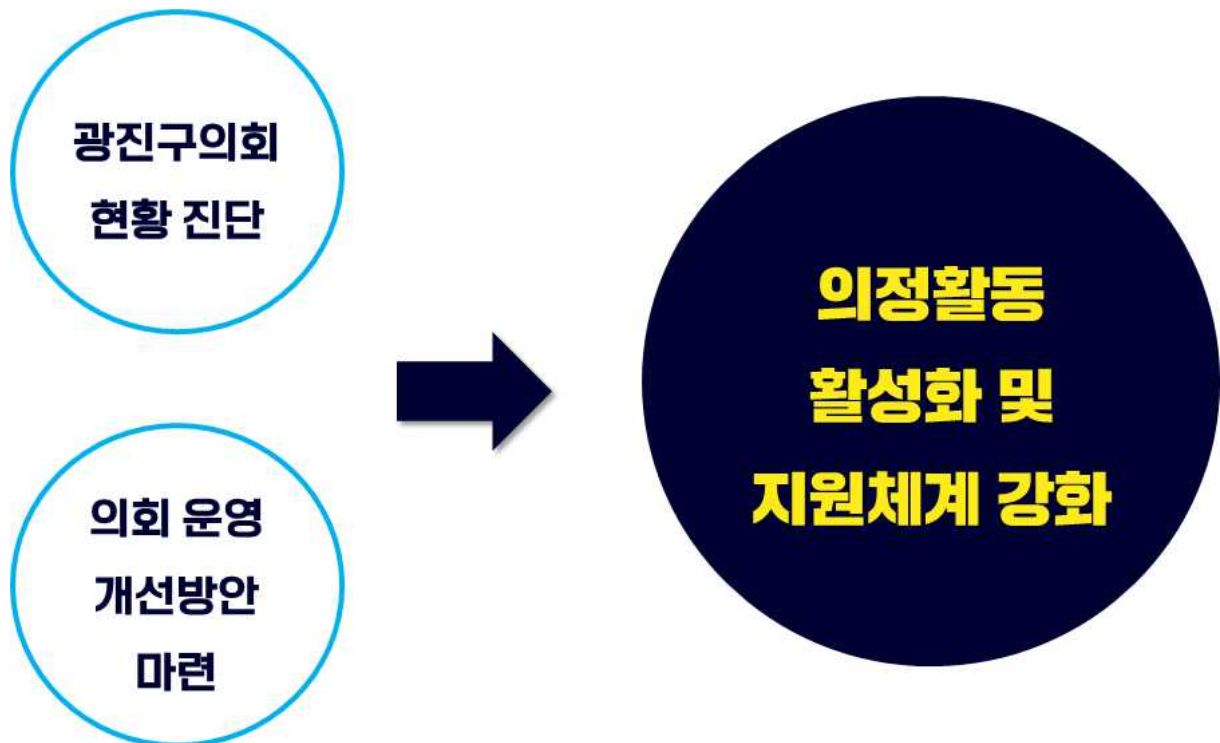 광진구의회
현황 진단
의회 운영
개선방안
마련
의정활동
활성화 및
지원체계 강화